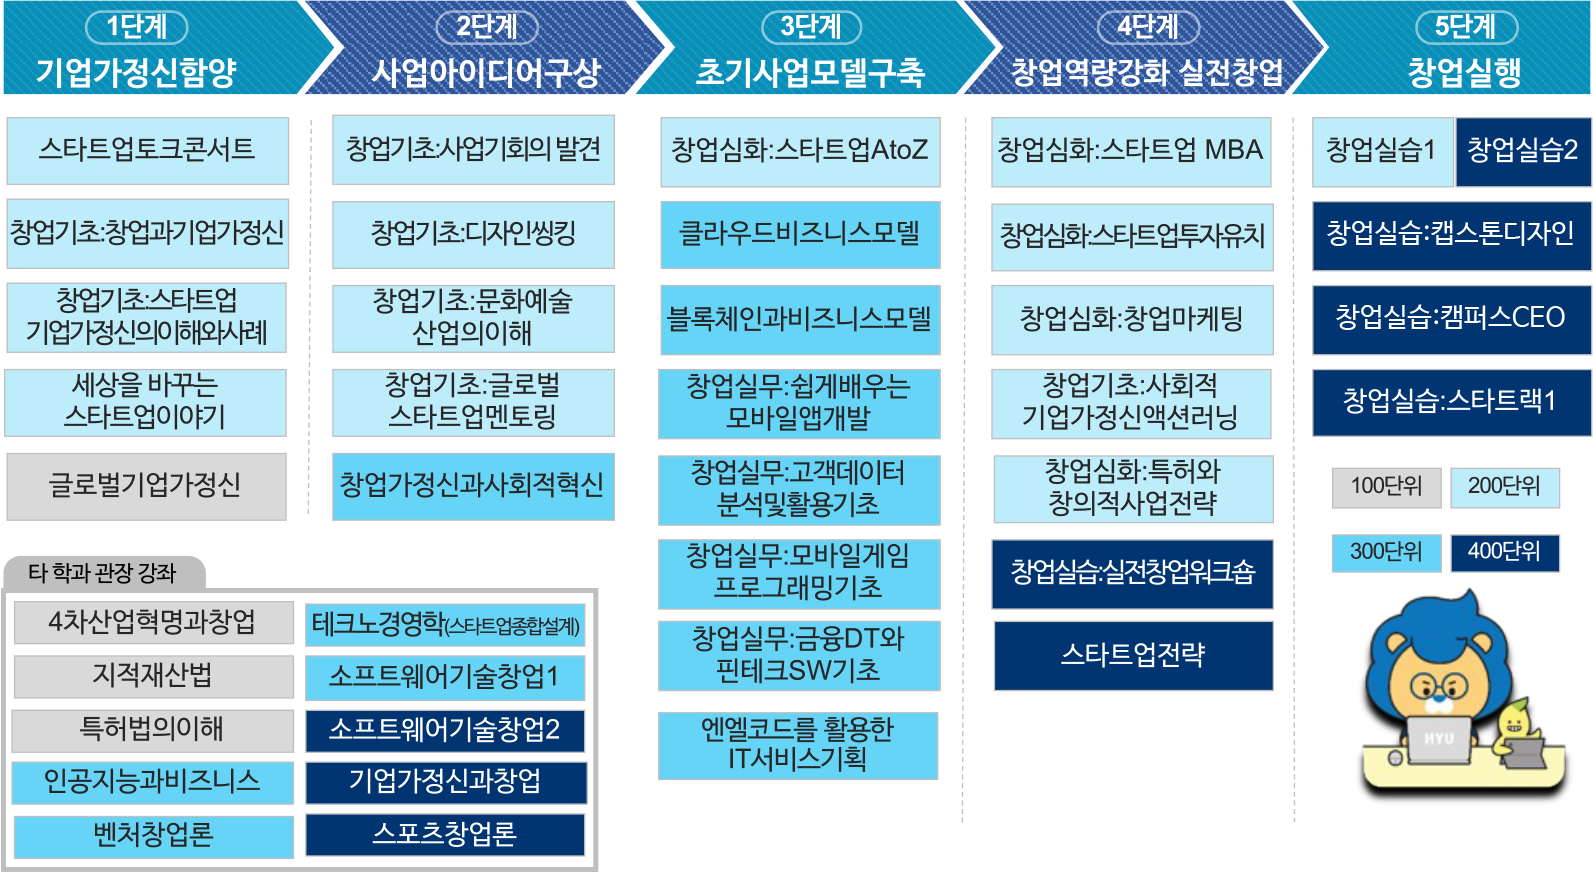 1단계
기업가정신함양
2단계
사업아이디어구상
3단계
초기사업모델구축
4단계
창업역량강화 실전창업
5단계
창업실행
스타트업토크콘서트
창업기초:창업과기업가정신
창업기초:스타트업
기업가정신의이해와사례
세상을 바꾸는
스타트업이야기
글로벌기업가정신
창업기초:사업기회의 발견
창업기초:디자인씽킹
창업기초:문화예술
산업의이해
창업기초:글로벌
스타트업멘토링
창업가정신과사회적혁신
창업심화:스타트업AtoZ
클라우드비즈니스모델
블록체인과비즈니스모델
창업실무:쉽게배우는
모바일앱개발
창업실무:고객데이터
분석및활용기초
창업실무:모바일게임
프로그래밍기초
창업실무:금융DT와
핀테크SW기초
엔엘코드를 활용한
IT서비스기획
창업심화:스타트업 MBA
창업심화:스타트업투자유치
창업심화:창업마케팅
창업기초:사회적
기업가정신액션러닝
창업심화:특허와
창의적사업전략
창업실습:실전창업워크숍
스타트업전략
창업실습1
창업실습2
창업실습:캡스톤디자인
창업실습:캠퍼스CEO
창업실습:스타트랙1
100단위
200단위
300단위
400단위
타 학과 관장 강좌
4차산업혁명과창업
지적재산법
특허법의이해
인공지능과비즈니스
벤처창업론
테크노경영학(스타트업종합설계)
소프트웨어기술창업1
소프트웨어기술창업2
기업가정신과창업
스포츠창업론
HYU